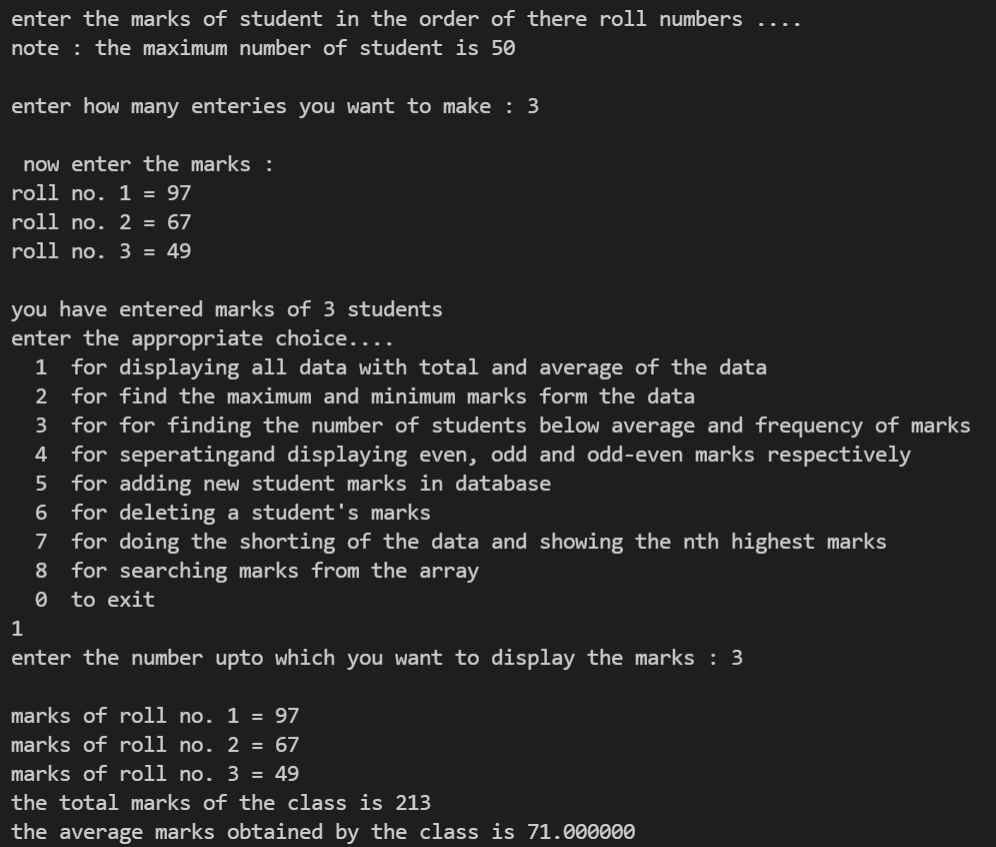 enter the marks of student in the order of there roll numbers ....
note : the maximum number of student is 50
enter how many enteries you want to make : 3
now enter the marks :
roll no. 1 = 97
roll no. 2 = 67
roll no. 3 = 49
you have entered marks of 3 students
enter the appropriate choice....
1  for displaying all data with total and average of the data
2  for find the maximum and minimum marks form the data
3  for for finding the number of students below average and frequency of marks
4  for seperatingand displaying even, odd and odd-even marks respectively
5  for adding new student marks in database
6  for deleting a student's marks
7  for doing the shorting of the data and showing the nth highest marks
8  for searching marks from the array
0  to exit
1
enter the number upto which you want to display the marks : 3
marks of roll no. 1 = 97
marks of roll no. 2 = 67
marks of roll no. 3 = 49
the total marks of the class is 213
the average marks obtained by the class is 71.000000